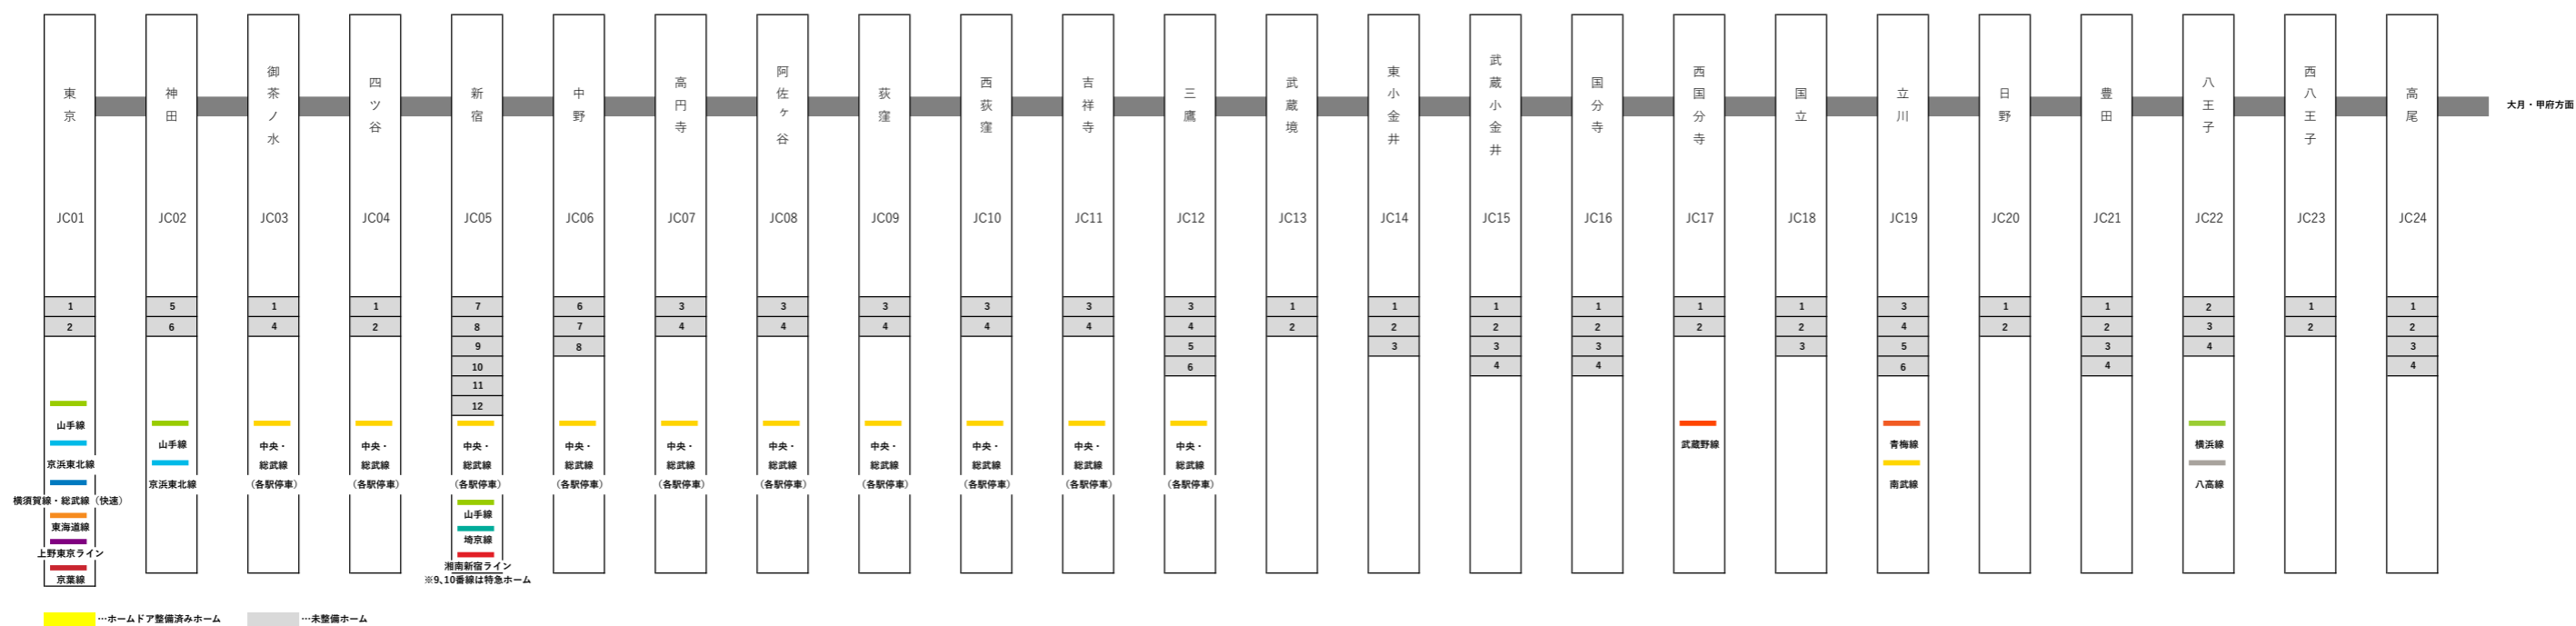 東京
神田
御茶ノ水
四ツ谷
新宿
中野
高円寺
阿佐ヶ谷
荻窪
西荻窪
吉祥寺
三鷹
武蔵境
東小金井
武蔵小金井
国分寺
西国分寺
国立
立川
日野
豊田
八王子
西八王子
高尾
大月・甲府方面
JC01
JC02
JC03
JC04
JC05
JC06
JC07
JC08
JC09
JC10
JC11
JC12
JC13
JC14
JC15
JC16
JC17
JC18
JC19
JC20
JC21
JC22
JC23
JC24
1
2
山手線
京浜東北線
横須賀線・総武線（快速）
東海道線
上野東京ライン
京葉線
5
6
山手線
京浜東北線
1
4
中央・
総武線
（各駅停車）
1
2
中央・
総武線
（各駅停車）
7
8
9
10
11
12
中央・
総武線
（各駅停車）
山手線
埼京線
湘南新宿ライン
※9、10番線は特急ホーム
6
7
8
中央・
総武線
（各駅停車）
3
4
中央・
総武線
（各駅停車）
3
4
中央・
総武線
（各駅停車）
3
4
中央・
総武線
（各駅停車）
3
4
中央・
総武線
（各駅停車）
3
4
中央・
総武線
（各駅停車）
3
4
5
6
中央・
総武線
（各駅停車）
1
2
1
2
3
1
2
3
4
1
2
3
4
1
2
武蔵野線
1
2
3
3
4
5
6
青梅線
南武線
1
2
1
2
3
4
2
3
4
横浜線
八高線
1
2
1
2
3
4
…ホームドア整備済みホーム
…未整備ホーム